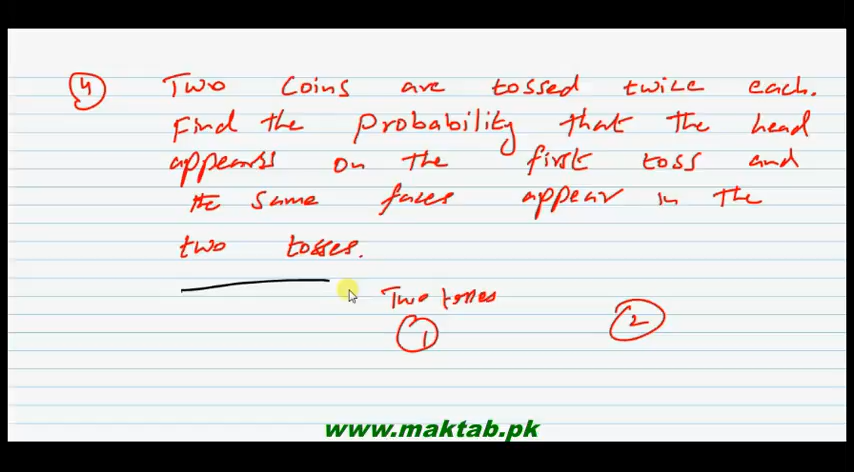 4 Two Coins are tossed twice each.
Find the probability that the head
appears on the first toss and
the same faces appear in the
two tosses.
Two tosses
1 2
www.maktab.pk